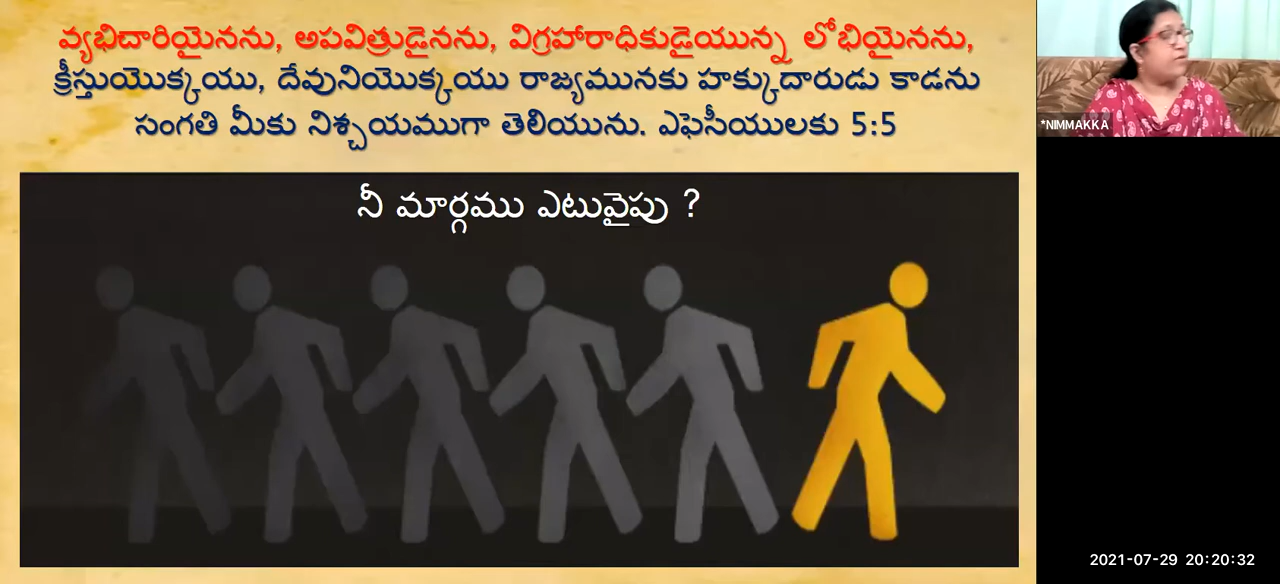 వ్యభిచారియైనను, అపవిత్రుడైనను, విగ్రహారాధికుడైయున్న లోభియైనను,
క్రీస్తుయొక్కయు, దేవునియొక్కయు రాజ్యమునకు హక్కుదారుడు కాడను
సంగతి మీకు నిశ్చయముగా తెలియును. ఎఫెసీయులకు 5:5
నీ మార్గము ఎటువైపు ?
*NIMMAKKA
2021-07-29 20:20:32